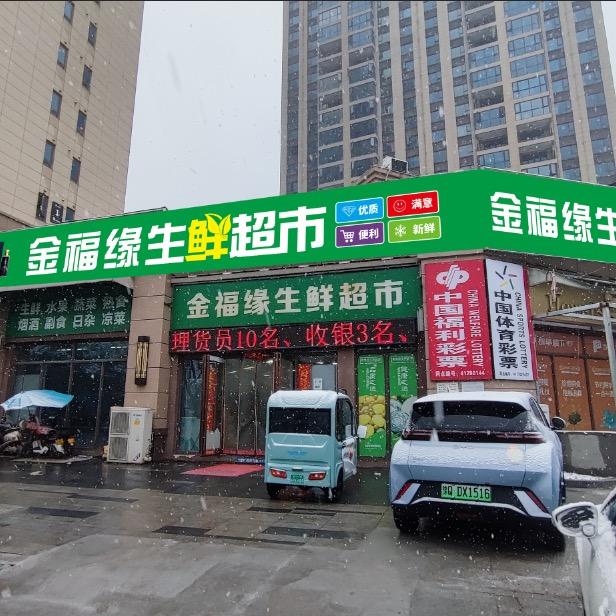 金福缘生鲜超市
优质
满意
便利
新鲜
金福缘生
金福缘生鲜超市
理货员10名、收银3名、
生鲜 水果 蔬菜 熟食
烟酒 副食 日杂 凉菜
中国福利彩票
CHINA WELFARE LOTTERY
中国体育彩票
CHINA SPORTS LOTTERY
豫Q DX1516